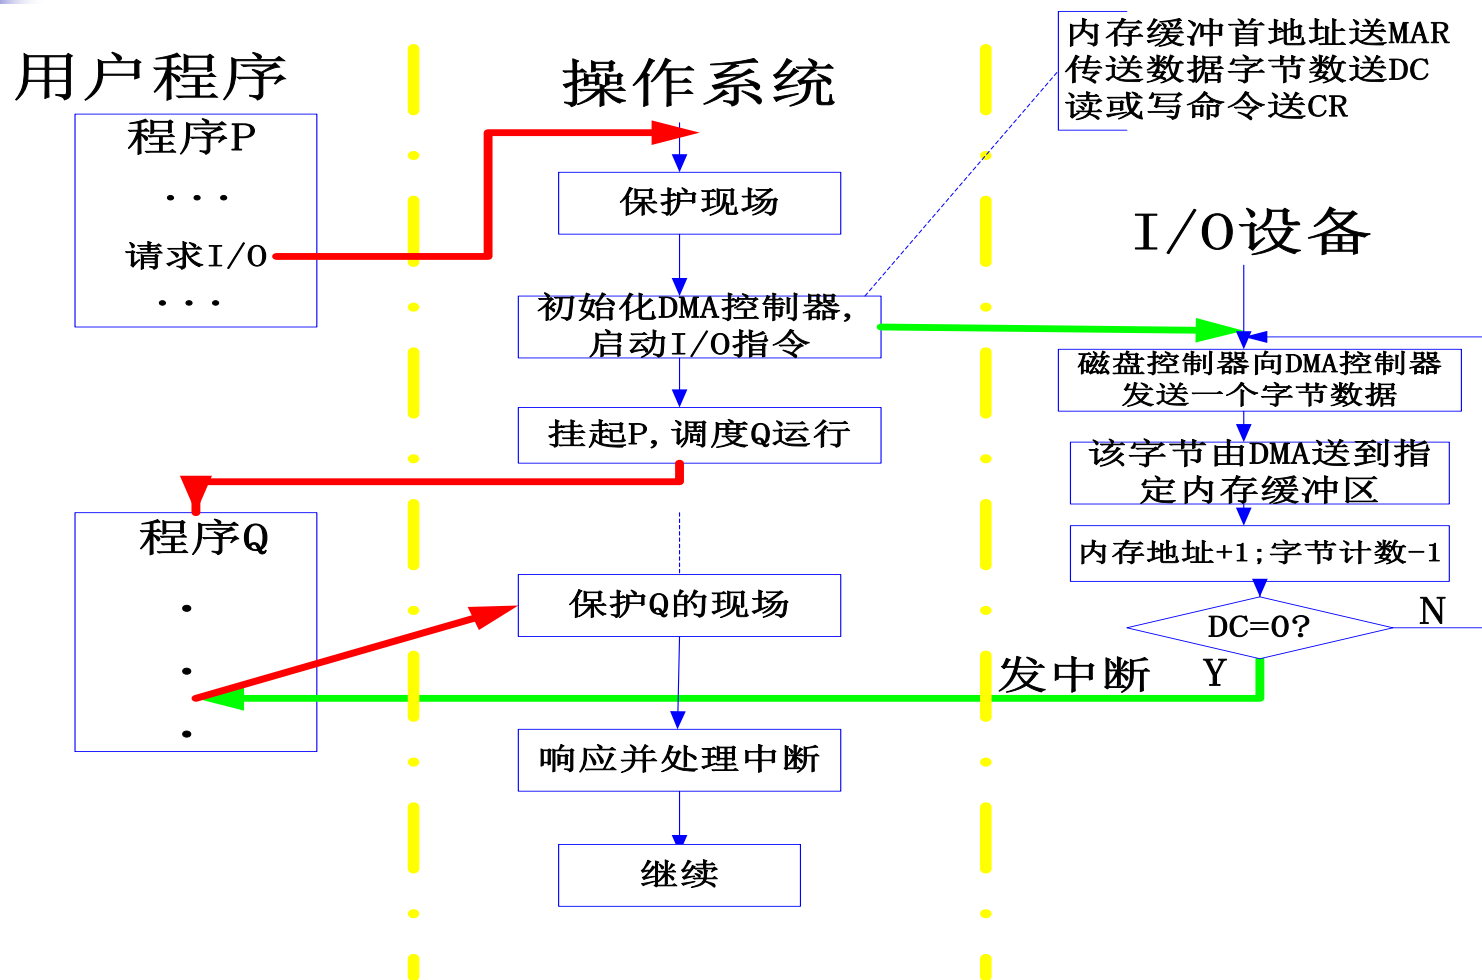 用户程序
程序P
...
请求I/O
...
程序Q
.
.
.
操作系统
保护现场
初始化DMA控制器,
启动I/O指令
挂起P,调度Q运行
保护Q的现场
响应并处理中断
继续
内存缓冲首地址送MAR
传送数据字节数送DC
读或写命令送CR
I/O设备
磁盘控制器向DMA控制器
发送一个字节数据
该字节由DMA送到指
定内存缓冲区
内存地址+1;字节计数-1
DC=0?
N
发中断 Y